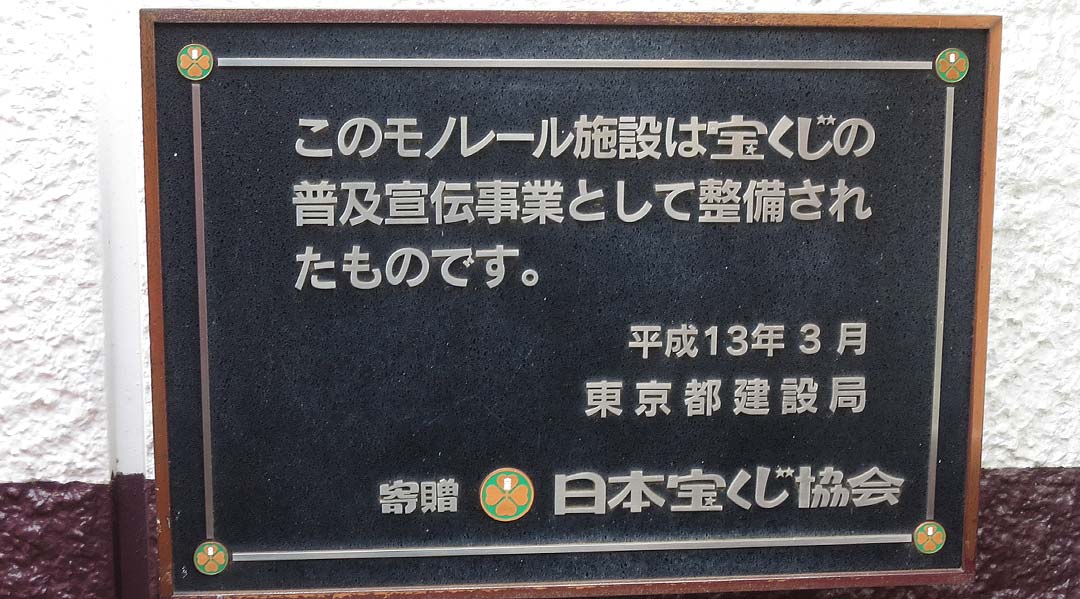 このモノレール施設は宝くじの
普及宣伝事業として整備され
たものです。
平成13年3月
東京都建設局
寄贈 日本宝くじ協会